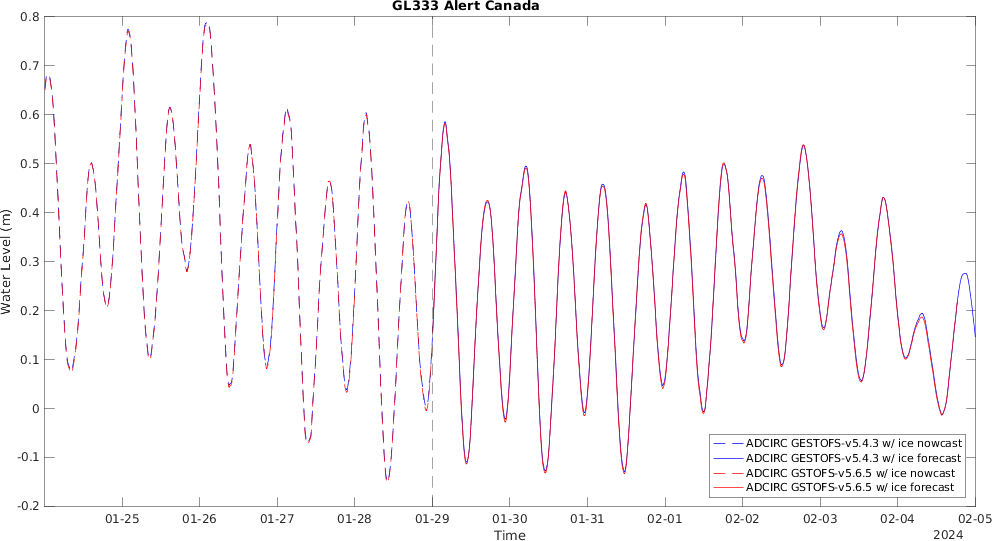 GL333 Alert Canada
0.8
0.7
0.6
0.5
0.4
0.3
0.2
0.1
0
-0.1
-0.2
Water Level (m)
ADCIRC GESTOFS-v5.4.3 w/ ice nowcast
ADCIRC GESTOFS-v5.4.3 w/ ice forecast
ADCIRC GSTOFS-v5.6.5 w/ ice nowcast
ADCIRC GSTOFS-v5.6.5 w/ ice forecast
01-25 01-26 01-27 01-28 01-29 01-30 01-31 02-01 02-02 02-03 02-04 02-05
Time
2024